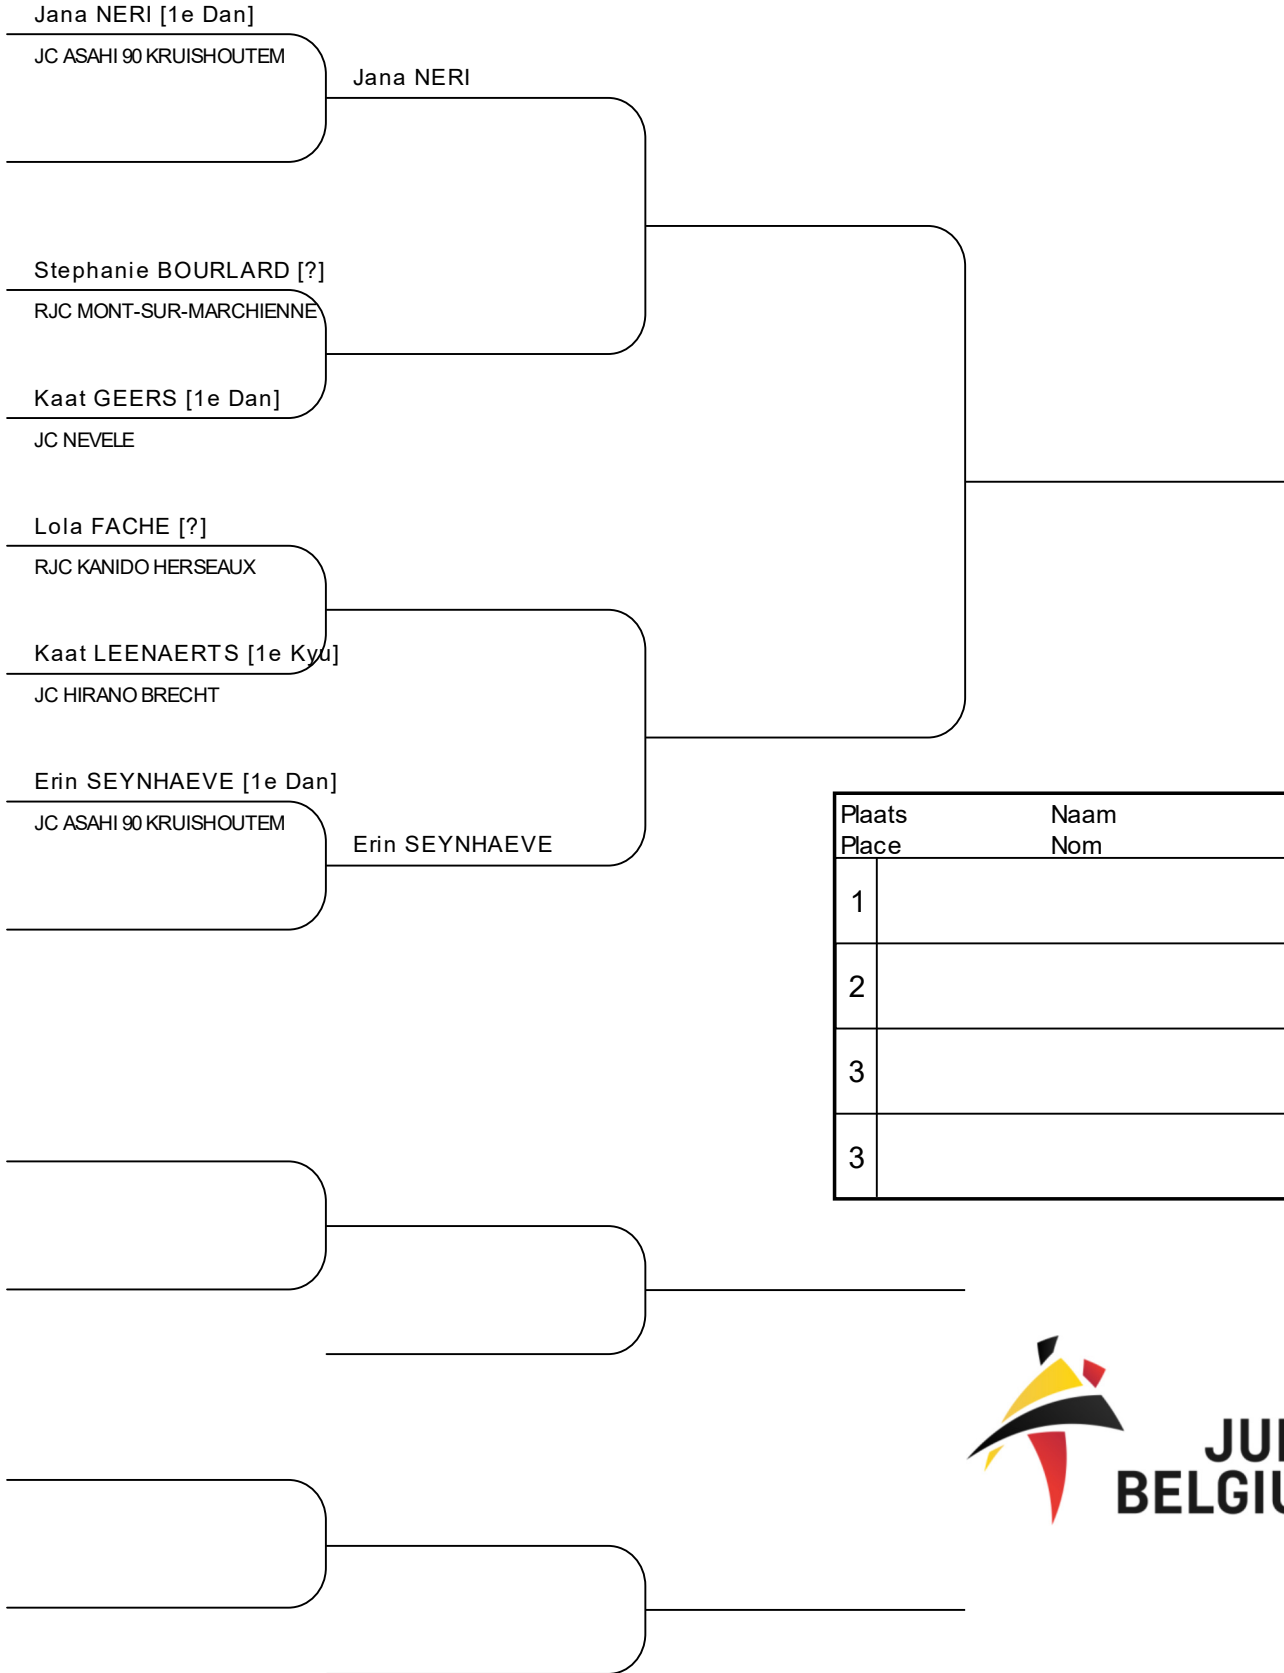 Jana NERI [1e Dan]
JC ASAHI 90 KRUISHOUTEM
Jana NERI
Stephanie BOURLARD [?]
RJC MONT-SUR-MARCHIENNE
Kaat GEERS [1e Dan]
JC NEVELE
Lola FACHE [?]
RJC KANIDO HERSEAUX
Kaat LEENAERTS [1e Kyu]
JC HIRANO BRECHT
Erin SEYNHAEVE [1e Dan]
JC ASAHI 90 KRUISHOUTEM
Erin SEYNHAEVE
Plaats Naam
Place Nom
1
2
3
3